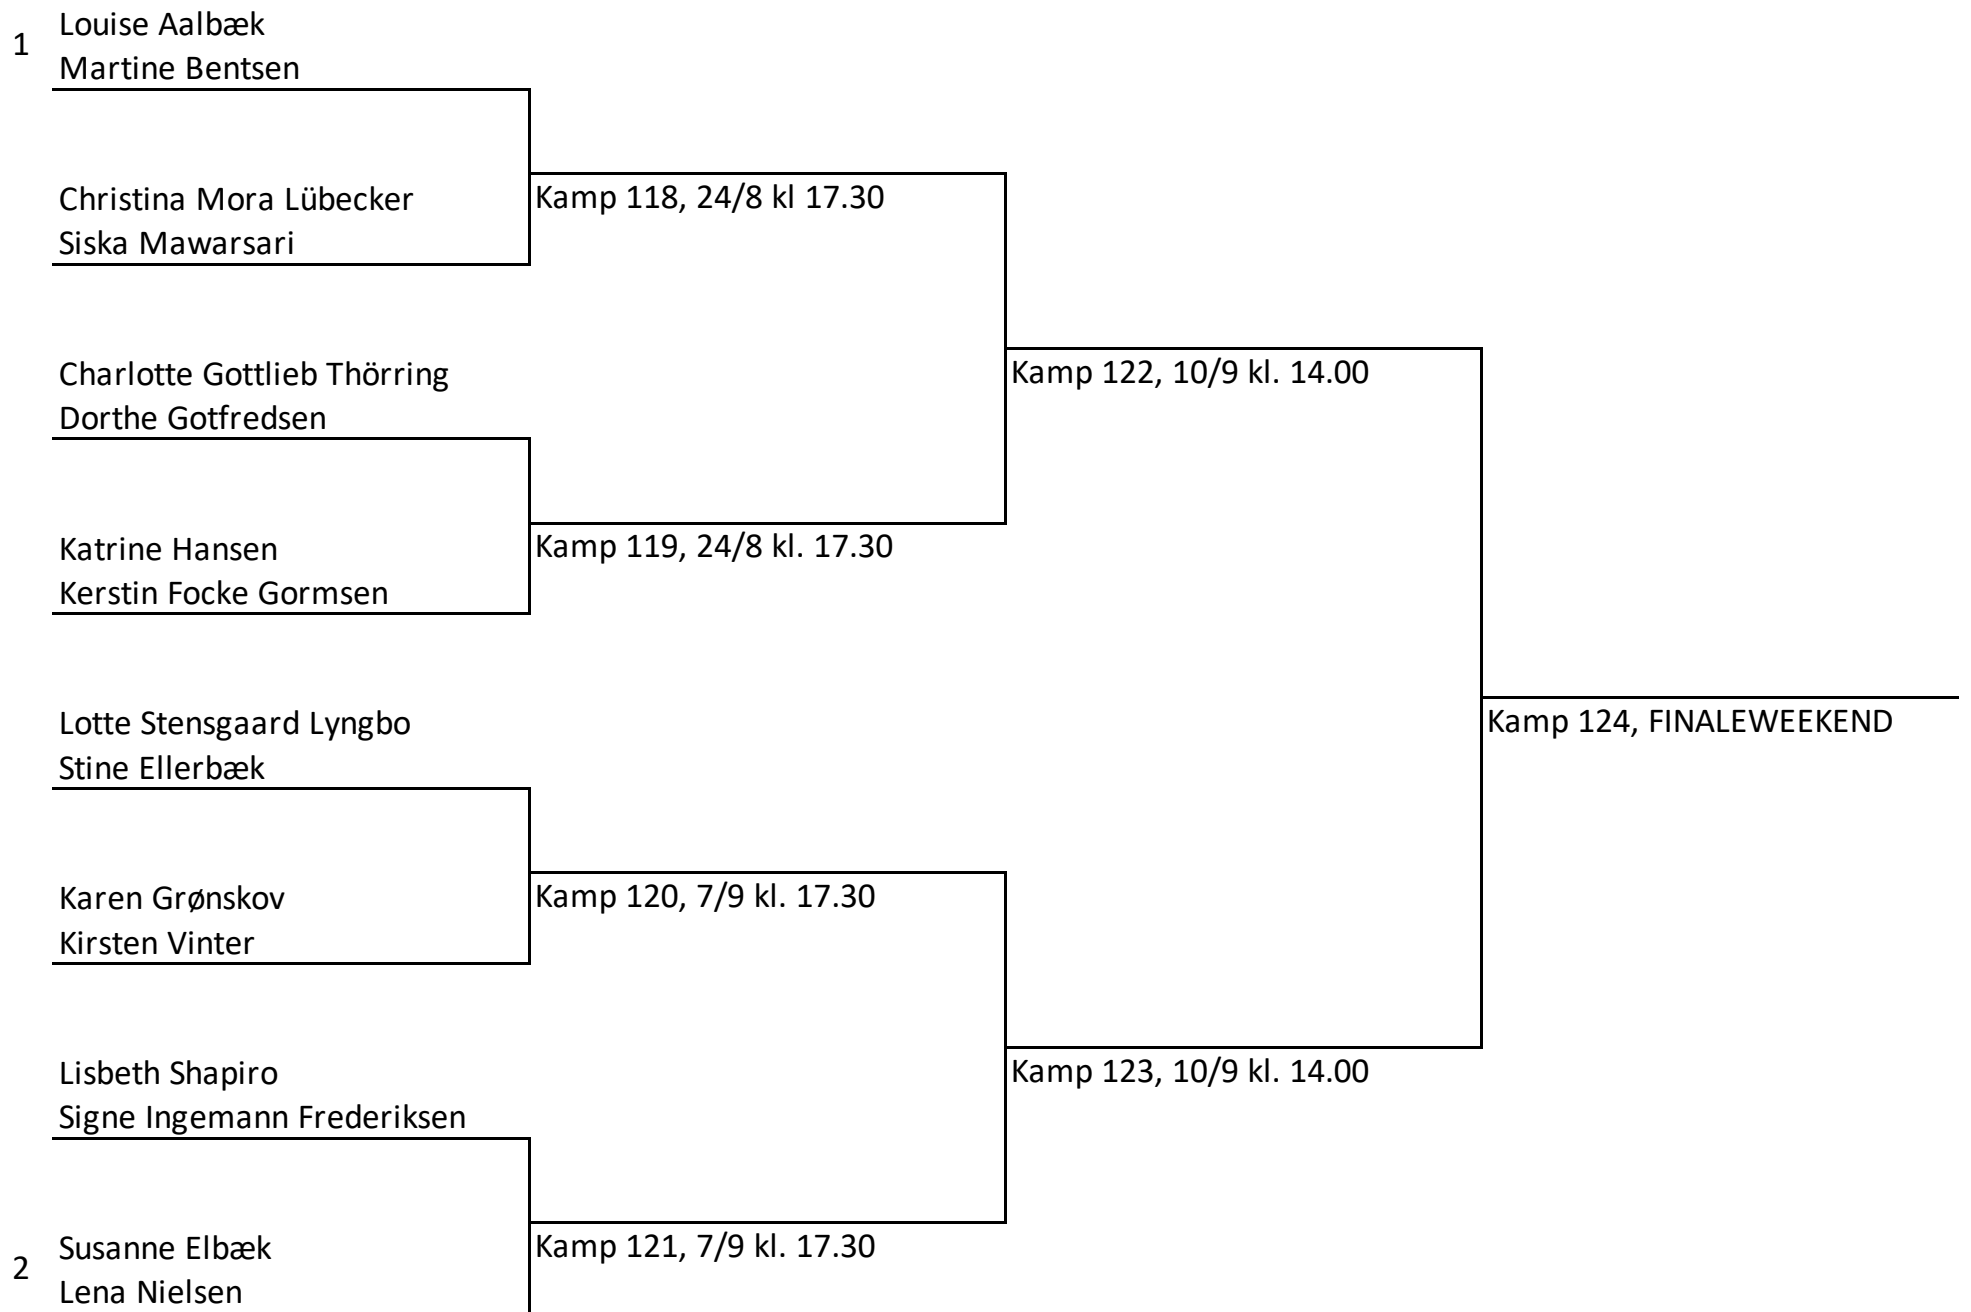 1
Louise Aalbæk
Martine Bentsen
Christina Mora Lübecker
Siska Mawarsari
Kamp 118, 24/8 kl 17.30
Charlotte Gottlieb Thörring
Dorthe Gotfredsen
Kamp 122, 10/9 kl. 14.00
Katrine Hansen
Kerstin Focke Gormsen
Kamp 119, 24/8 kl. 17.30
Lotte Stensgaard Lyngbo
Stine Ellerbæk
Kamp 124, FINALEWEEKEND
Karen Grønskov
Kirsten Vinter
Kamp 120, 7/9 kl. 17.30
Lisbeth Shapiro
Signe Ingemann Frederiksen
Kamp 123, 10/9 kl. 14.00
2
Susanne Elbæk
Lena Nielsen
Kamp 121, 7/9 kl. 17.30